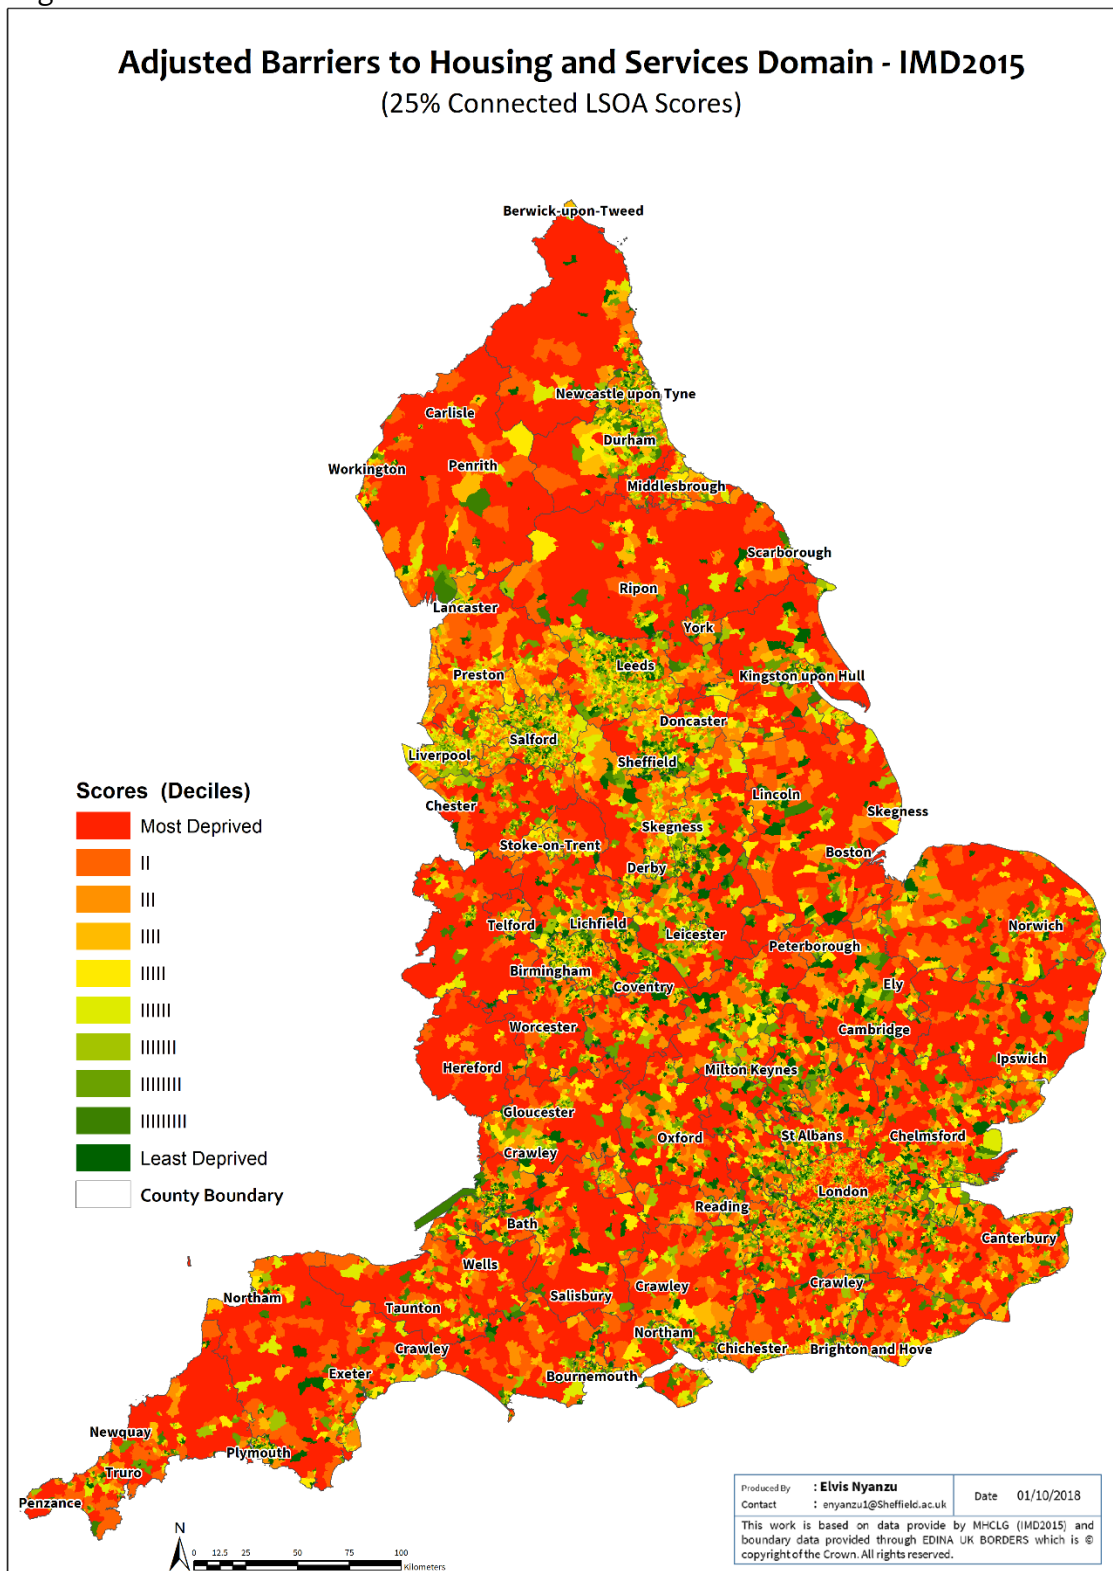 Adjusted Barriers to Housing and Services Domain - IMD2015
(25% Connected LSOA Scores)
Berwick-upon-Tweed
Newcastle upon Tyne
Carlisle
Durham
Workington
Penrith
Middlesbrough
Scarborough
Ripon
Lancaster
York
Leeds
Preston
Kingston upon Hull
Doncaster
Salford
Liverpool
Sheffield
Scores (Deciles)
Most Deprived
II
III
IIII
IIIII
IIIIII
IIIIIII
IIIIIIII
IIIIIIIII
Least Deprived
County Boundary
Chester
Lincoln
Skegness
Skegness
Stoke-on-Trent
Boston
Derby
Telford
Lichfield
Leicester
Norwich
Peterborough
Birmingham
Coventry
Ely
Worcester
Cambridge
Hereford
Milton Keynes
Ipswich
Gloucester
Oxford
St Albans
Chelmsford
Crawley
London
Reading
Bath
Canterbury
Wells
Crawley
Crawley
Northam
Taunton
Salisbury
Northam
Crawley
Chichester
Brighton and Hove
Exeter
Bournemouth
Newquay
Plymouth
Truro
Penzance
N
0 12.5 25 50 75 100
Kilometers
Produced By : Elvis Nyanzu
Contact : enyanzu1@Sheffield.ac.uk
Date 01/10/2018
This work is based on data provide by MHCLG (IMD2015) and
boundary data provided through EDINA UK BORDERS which is ©
copyright of the Crown. All rights reserved.